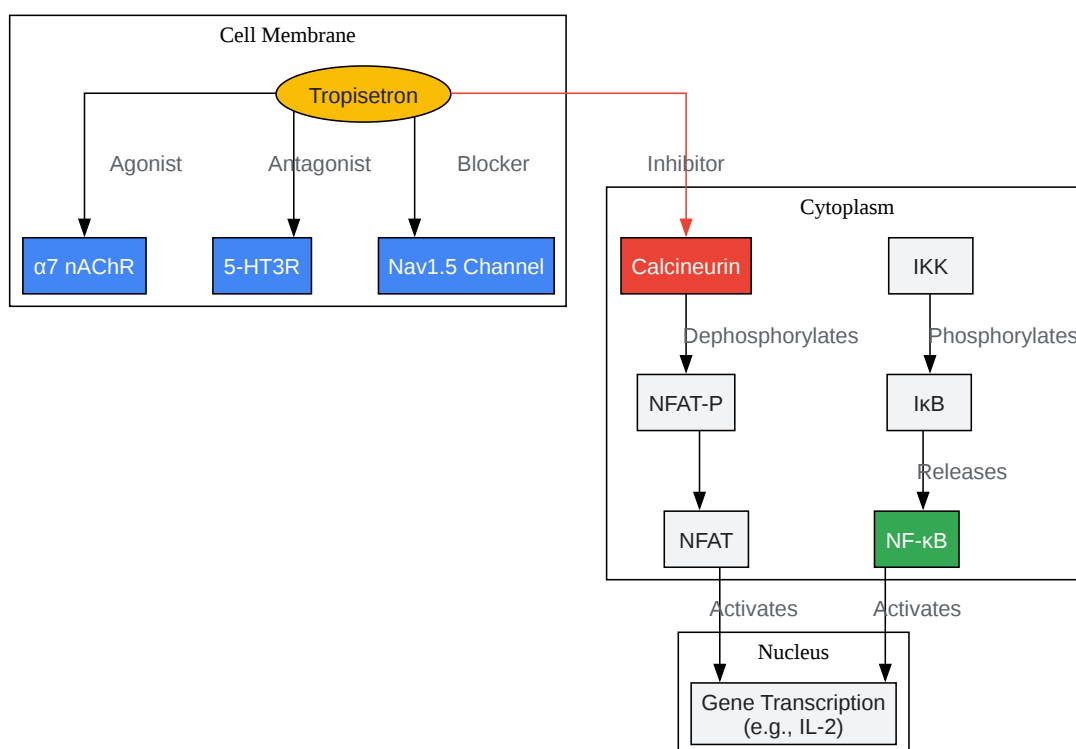 Cell Membrane
Tropisetron
Agonist
Antagonist
Blocker
Inhibitor
Cytoplasm
α7 nAChR
5-HT3R
Nav1.5 Channel
Calcineurin
IKK
Dephosphorylates
Phosphorylates
NFAT-P
IκB
Releases
NFAT
NF-κB
Activates
Activates
Nucleus
Gene Transcription
(e.g., IL-2)